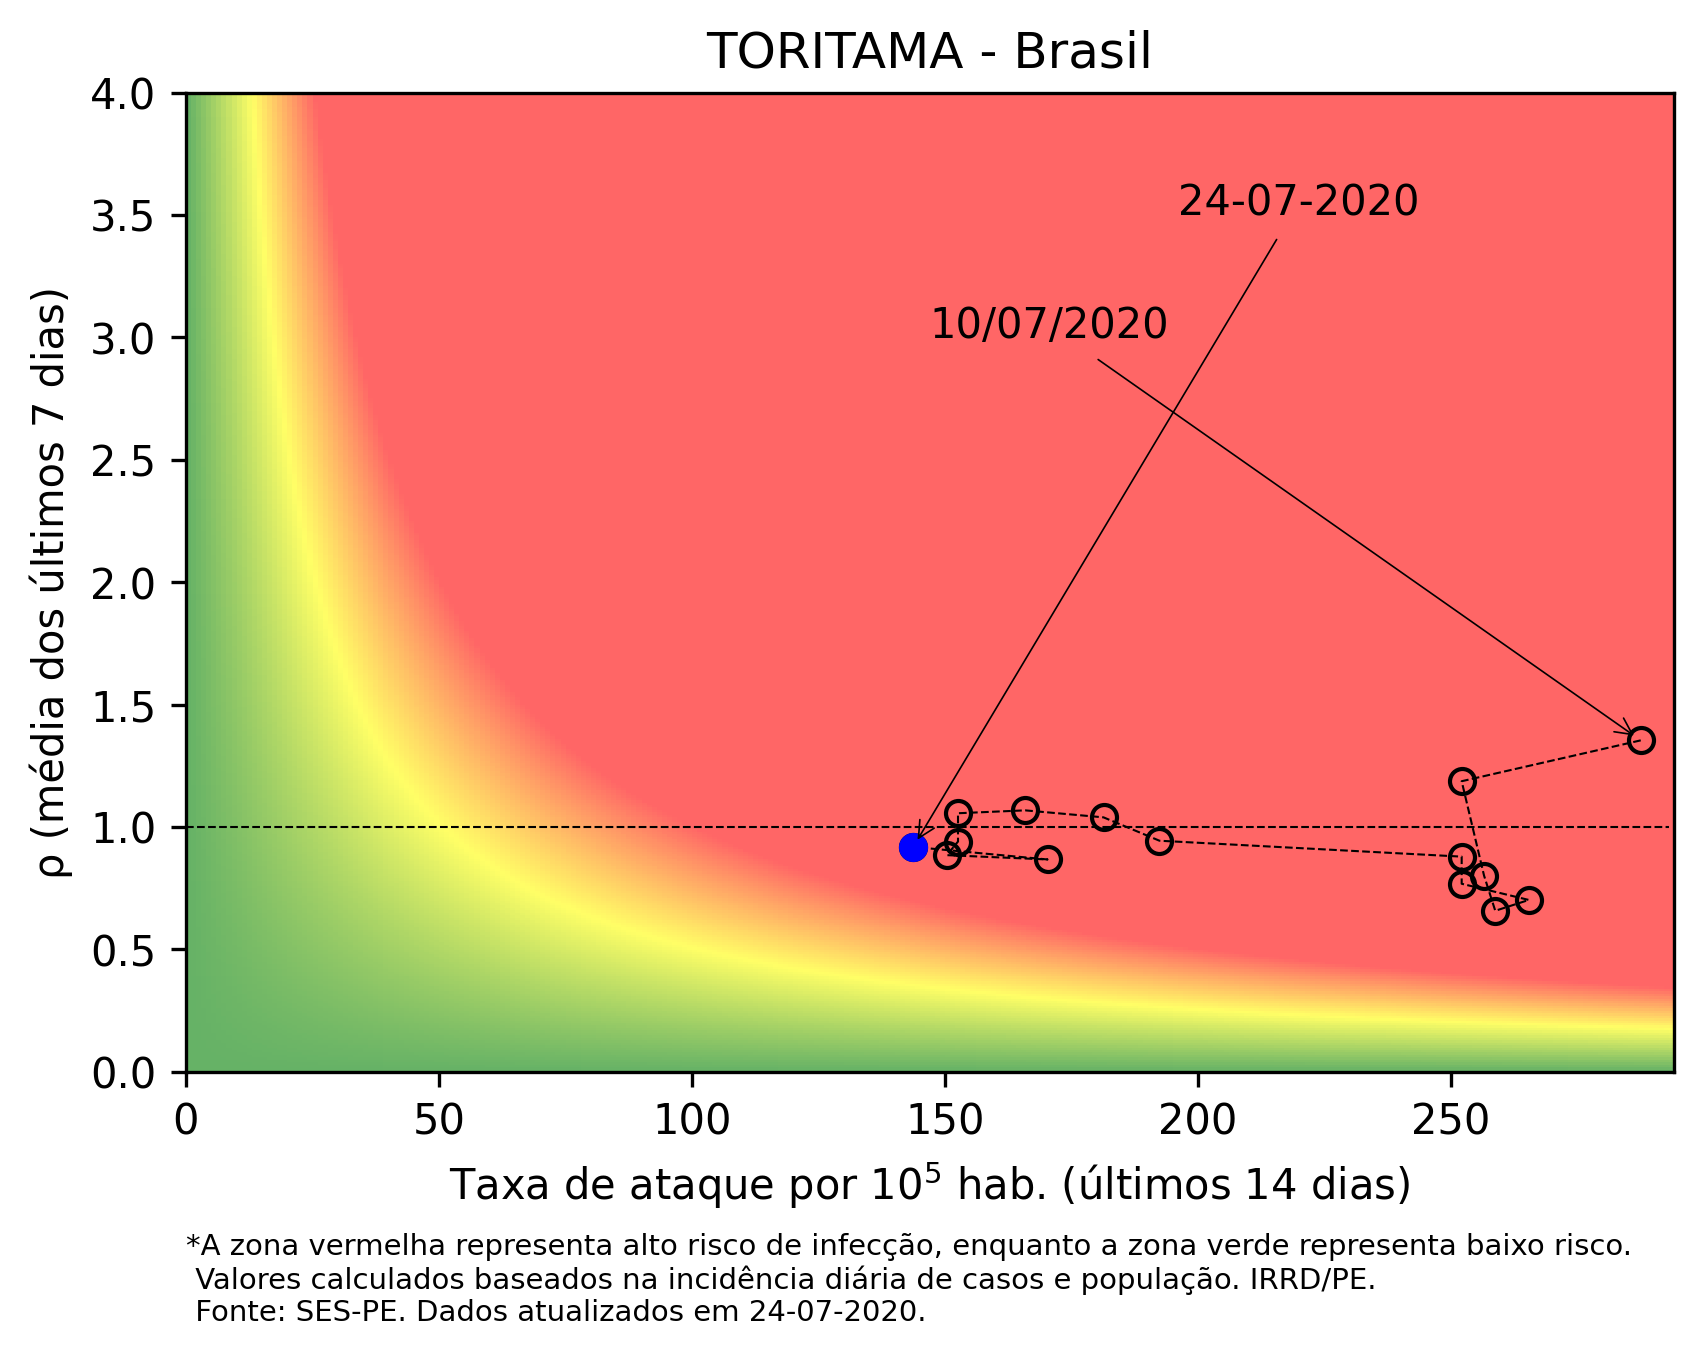 TORITAMA - Brasil
4.0
3.5
3.0
2.5
2.0
1.5
1.0
0.5
0.0
ρ (média dos últimos 7 dias)
24-07-2020
10/07/2020
0 50 100 150 200 250
Taxa de ataque por 10⁵ hab. (últimos 14 dias)
*A zona vermelha representa alto risco de infecção, enquanto a zona verde representa baixo risco.
Valores calculados baseados na incidência diária de casos e população. IRRD/PE.
Fonte: SES-PE. Dados atualizados em 24-07-2020.